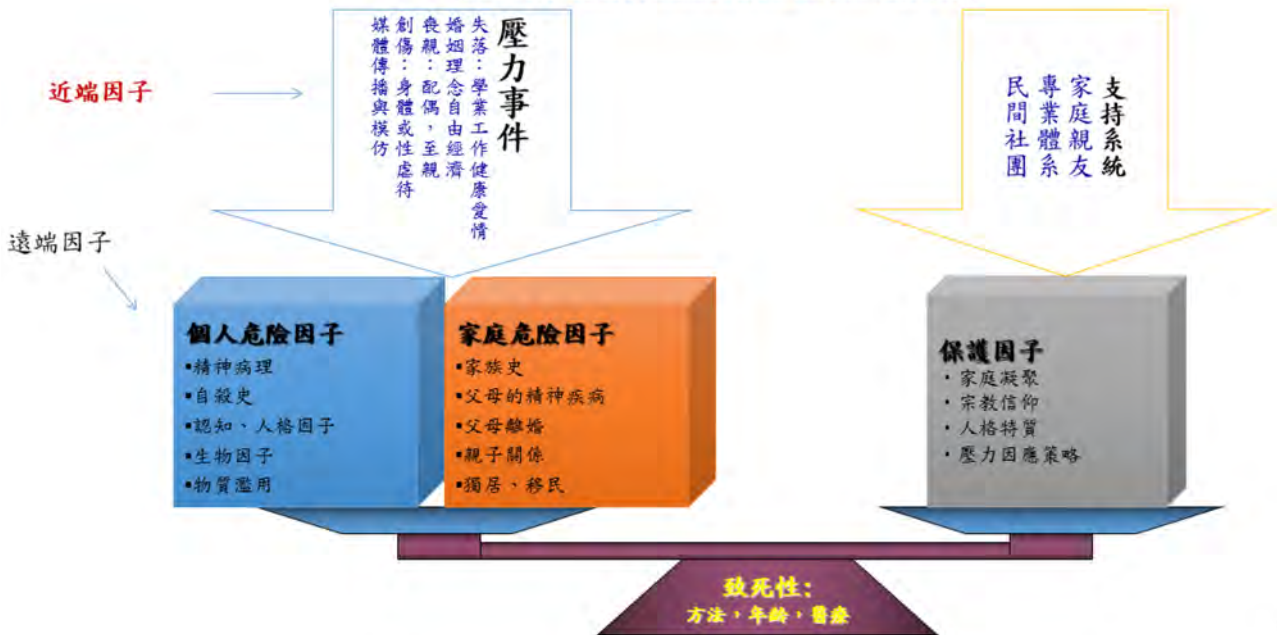 近端因子
壓力事件
失落：學業工作健康愛情
婚姻理念自由經濟
喪親：配偶，至親
創傷：身體或性虐待
媒體傳播與模仿
支持系統
家庭親友
專業體系
民間社團
遠端因子
個人危險因子
▪精神病理
▪自殺史
▪認知、人格因子
▪生物因子
▪物質濫用
家庭危險因子
▪家族史
▪父母的精神疾病
▪父母離婚
▪親子關係
▪獨居、移民
保護因子
・家庭凝聚
・宗教信仰
・人格特質
・壓力因應策略
致死性：
方法，年齡，醫療